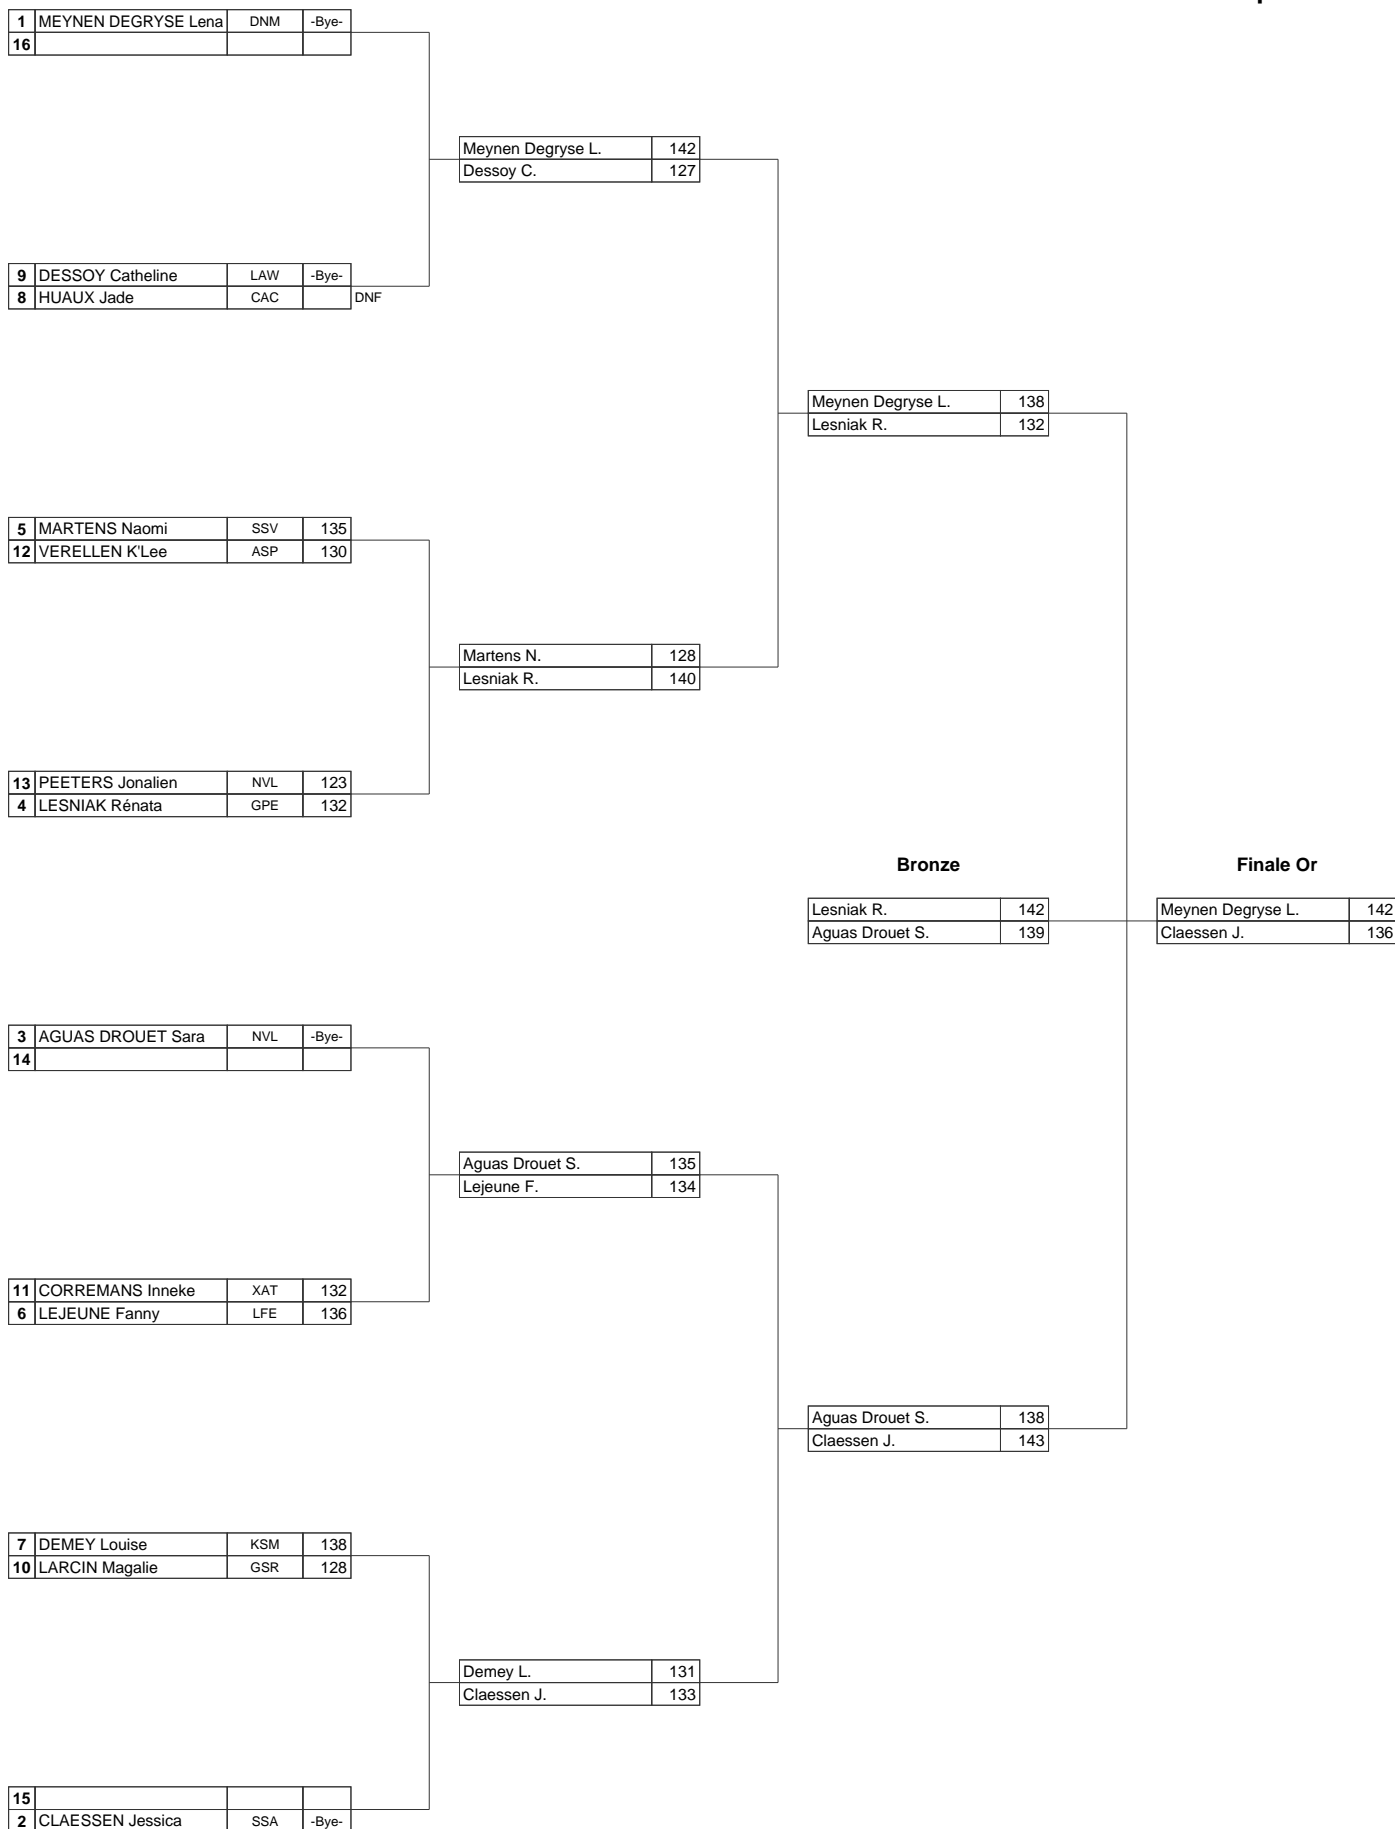 1 MEYNEN DEGRYSE Lena DNM -Bye-
16
Meynen Degryse L. 142
Dessoy C. 127
9 DESSOY Catheline LAW -Bye-
8 HUAUX Jade CAC DNF
Meynen Degryse L. 138
Lesniak R. 132
5 MARTENS Naomi SSV 135
12 VERELLEN K'Lee ASP 130
Martens N. 128
Lesniak R. 140
13 PEETERS Jonalien NVL 123
4 LESNIAK Rénata GPE 132
Bronze Finale Or
Lesniak R. 142 Meynen Degryse L. 142
Aguas Drouet S. 139 Claessen J. 136
3 AGUAS DROUET Sara NVL -Bye-
14
Aguas Drouet S. 135
Lejeune F. 134
11 CORREMANS Inneke XAT 132
6 LEJEUNE Fanny LFE 136
Aguas Drouet S. 138
Claessen J. 143
7 DEMEY Louise KSM 138
10 LARCIN Magalie GSR 128
Demey L. 131
Claessen J. 133
15
2 CLAESSEN Jessica SSA -Bye-